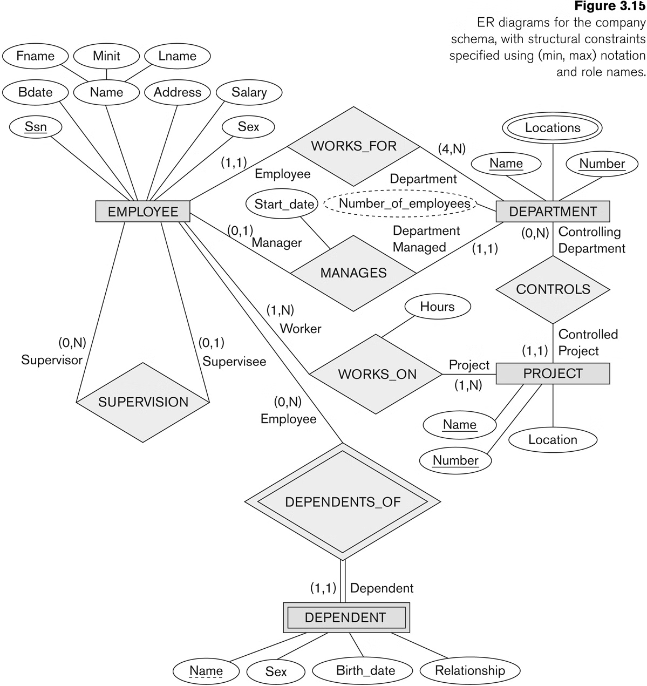 Figure 3.15
ER diagrams for the company
schema, with structural constraints
specified using (min, max) notation
and role names.
Fname
Minit
Lname
Bdate
Name
Address
Salary
Ssn
Sex
WORKS_FOR
(1,1)
Employee
(4,N)
Department
Locations
Name
Number
Start_date
Number_of_employees
EMPLOYEE
DEPARTMENT
(0,1)
Manager
MANAGES
Department
Managed
(1,1)
(0,N)
Controlling
Department
CONTROLS
(1,N)
Worker
Hours
Controlled
Project
(1,1)
(0,N)
Supervisor
(0,1)
Supervisee
WORKS_ON
Project
(1,N)
PROJECT
SUPERVISION
(0,N)
Employee
Name
Number
Location
DEPENDENTS_OF
(1,1)
Dependent
DEPENDENT
Name
Sex
Birth_date
Relationship